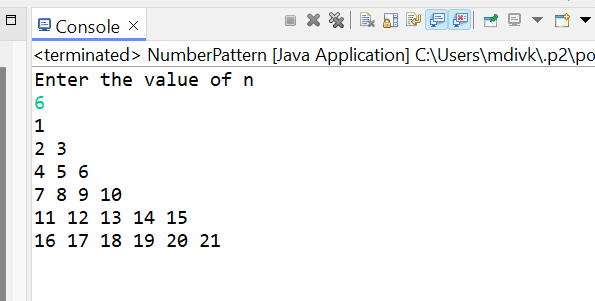 Console
<terminated> NumberPattern [Java Application] C:\Users\mdivk\.p2\po
Enter the value of n
6
1
2 3
4 5 6
7 8 9 10
11 12 13 14 15
16 17 18 19 20 21